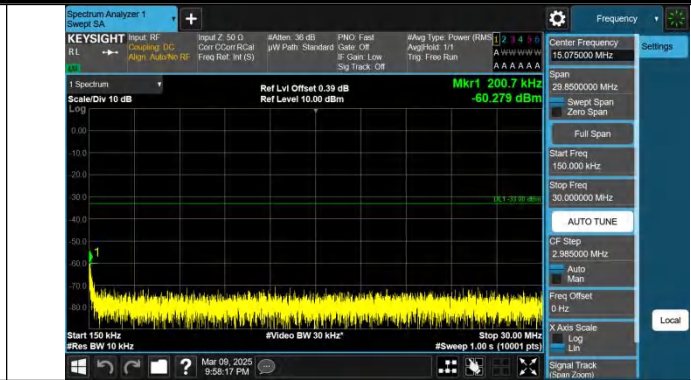 Spectrum Analyzer 1
Swept SA
+
Frequency
KEYSIGHT Input: RF Input Z: 50 Ω #Atten: 36 dB PNO: Fast #Avg Type: Power (RMS 1 2 3 4 5 6
RL Coupling: DC Corr CCorr RCal µW Path: Standard Gate: Off Avg|Hold: 1/1 A W W W W W
Align: Auto/No RF Freq Ref: Int (S) IF Gain: Low Trig: Free Run
Sig Track: Off A A A A A A
1 Spectrum
Ref Lvl Offset 0.39 dB
Mkr1 200.7 kHz
Scale/Div 10 dB
Ref Level 10.00 dBm
-60.279 dBm
Log
0.00
-10.0
-20.0
-30.0
-40.0
-50.0
-60.0
-70.0
-80.0
1
Start 150 kHz #Video BW 30 kHz* Stop 30.00 MHz
#Res BW 10 kHz #Sweep 1.00 s (10001 pts)
Mar 09, 2025
9:58:17 PM
?
Center Frequency
15.075000 MHz
Settings
Span
29.8500000 MHz
Swept Span
Zero Span
Full Span
Start Freq
150.000 kHz
Stop Freq
30.000000 MHz
AUTO TUNE
CF Step
2.985000 MHz
Auto
Man
Freq Offset
0 Hz
X Axis Scale
Log
Lin
Local
Signal Track
(Span Zoom)